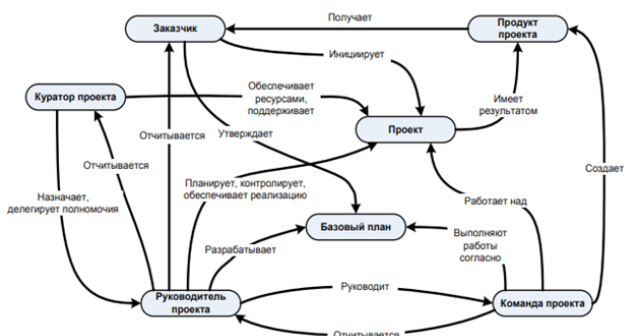 Получает
Заказчик
Продукт
проекта
Инициирует
Куратор проекта
Обеспечивает
ресурсами,
поддерживает
Имеет
результатом
Проект
Отчитывается
Утверждает
Отчитывается
Создает
Планирует, контролирует,
обеспечивает реализацию
Работает над
Назначает,
делегирует полномочия
Базовый план
Выполняют
работы
согласно
Разрабатывает
Руководит
Руководитель
проекта
Команда проекта
Отчитывается